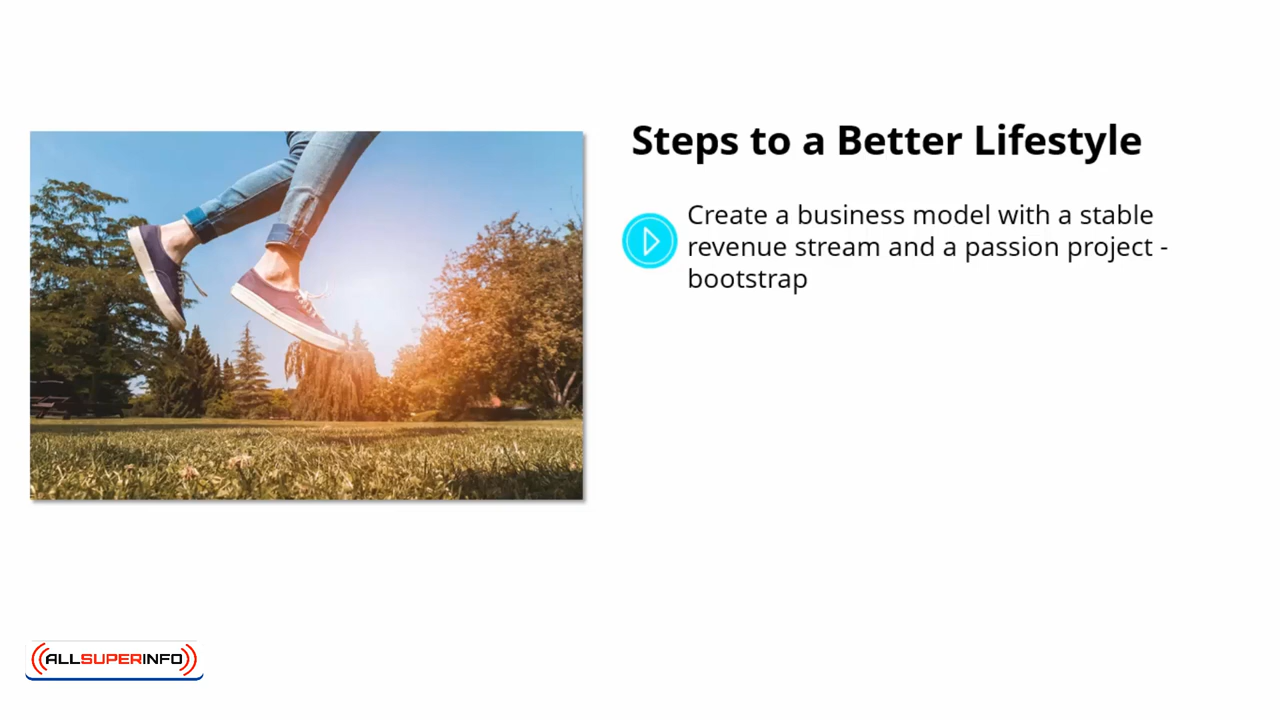 Steps to a Better Lifestyle
Create a business model with a stable
revenue stream and a passion project -
bootstrap
ALLSUPERINFO